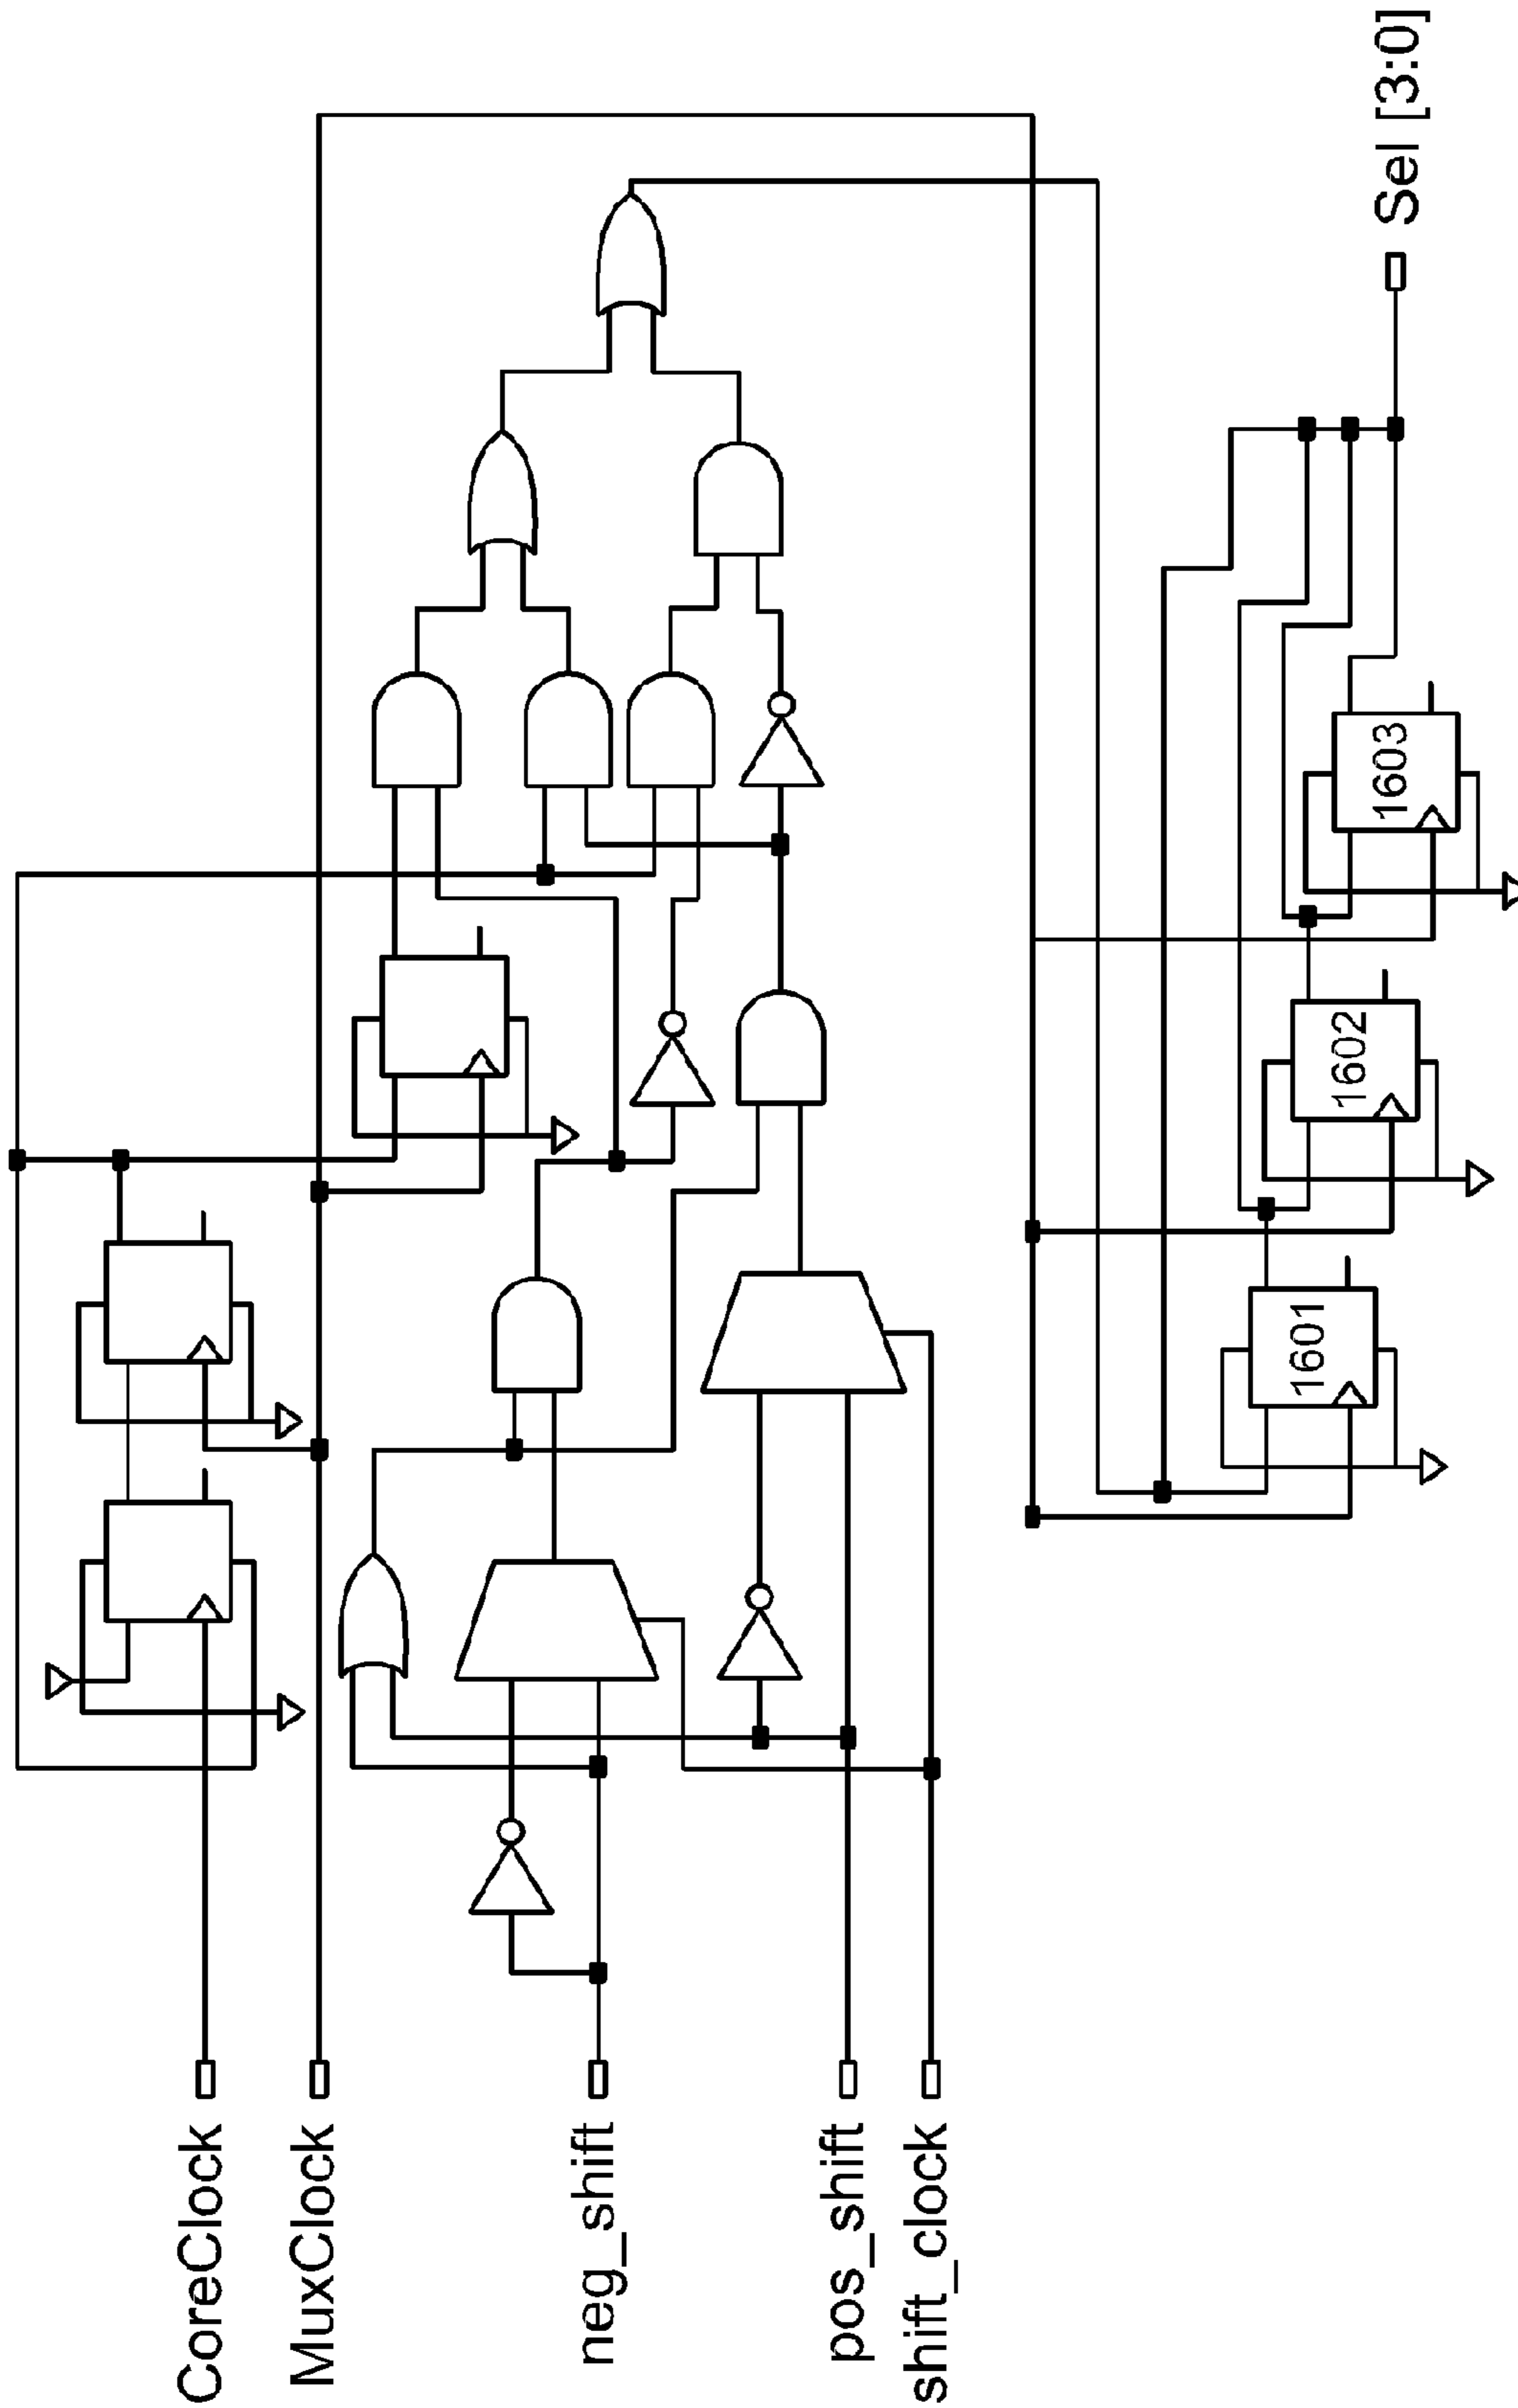 CoreClock
MuxClock
neg_shift
pos_shift
shift_clock
1601
1602
1603
Sel [3:0]